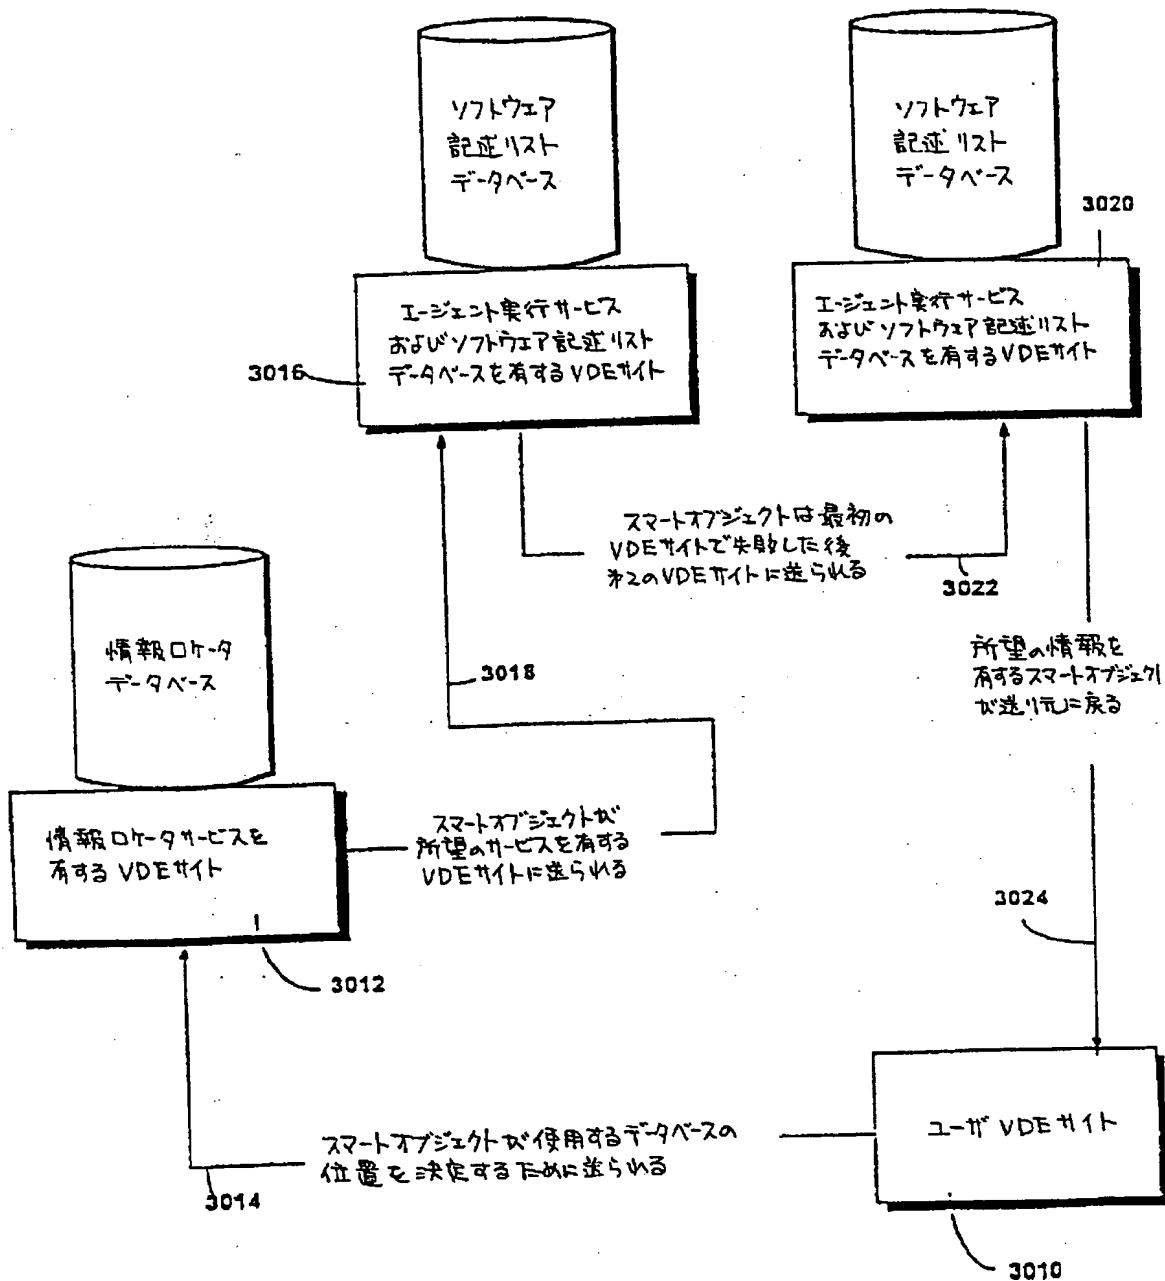 ソフトウェア
記述リスト
データベース
ソフトウェア
記述リスト
データベース
3020
エージェント実行サービス
およびソフトウェア記述リスト
データベースを有するVDEサイト
3016
エージェント実行サービス
およびソフトウェア記述リスト
データベースを有するVDEサイト
スマートオブジェクトは最初の
VDEサイトで失敗した後
第2のVDEサイトに送られる
3022
情報ロケータ
データベース
3018
所望の情報を
有するスマートオブジェクト
が送り元に戻る
情報ロケータサービスを
有するVDEサイト
スマートオブジェクトが
所望のサービスを有する
VDEサイトに送られる
3012
3024
ユーザVDEサイト
スマートオブジェクトが使用するデータベースの
位置を決定するために送られる
3014
3010